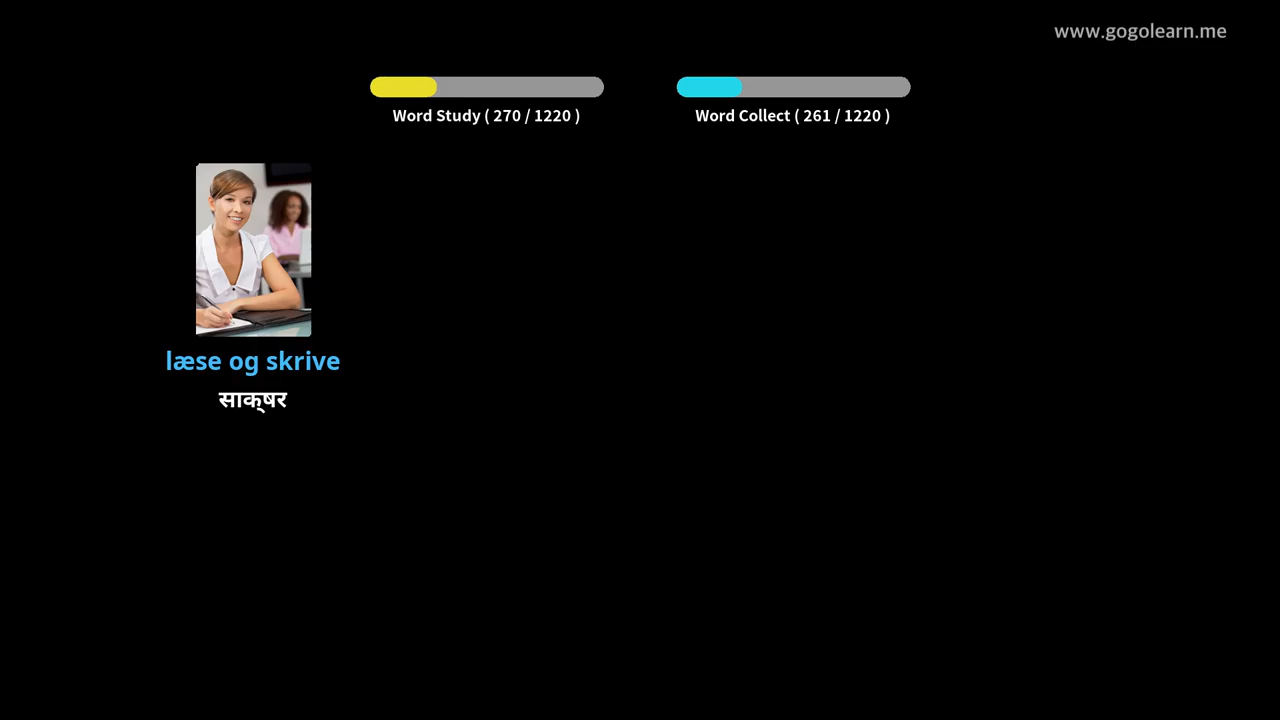 www.gogolearn.me
Word Study ( 270 / 1220 )
Word Collect ( 261 / 1220 )
læse og skrive
साक्षर